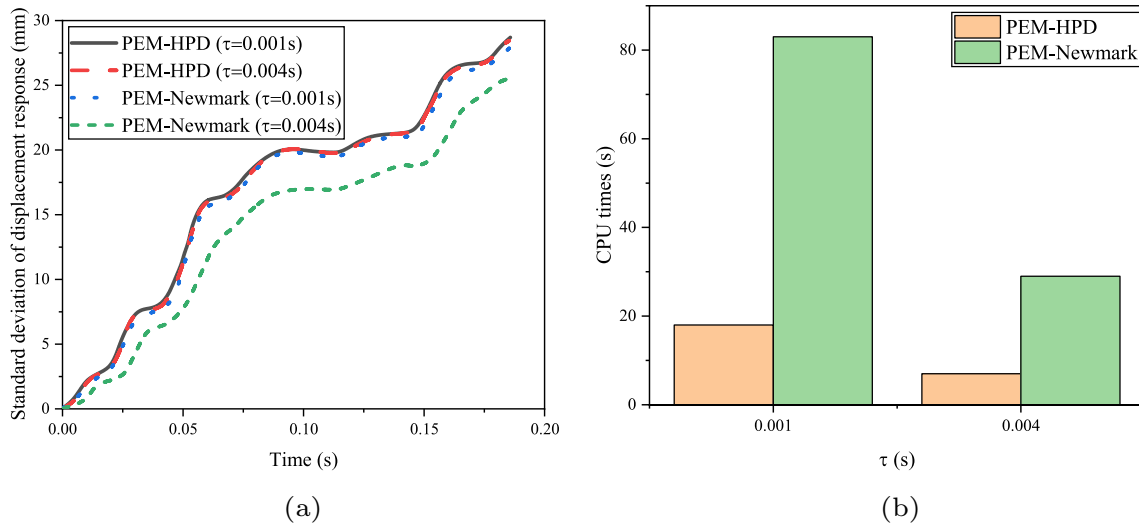 30
25
20
15
10
5
0
Standard deviation of displacement response (mm)
PEM-HPD (τ=0.001s)
PEM-HPD (τ=0.004s)
PEM-Newmark (τ=0.001s)
PEM-Newmark (τ=0.004s)
0.00 0.05 0.10 0.15 0.20
Time (s)
(a)
80
60
40
20
0
CPU times (s)
PEM-HPD
PEM-Newmark
0.001 0.004
τ (s)
(b)